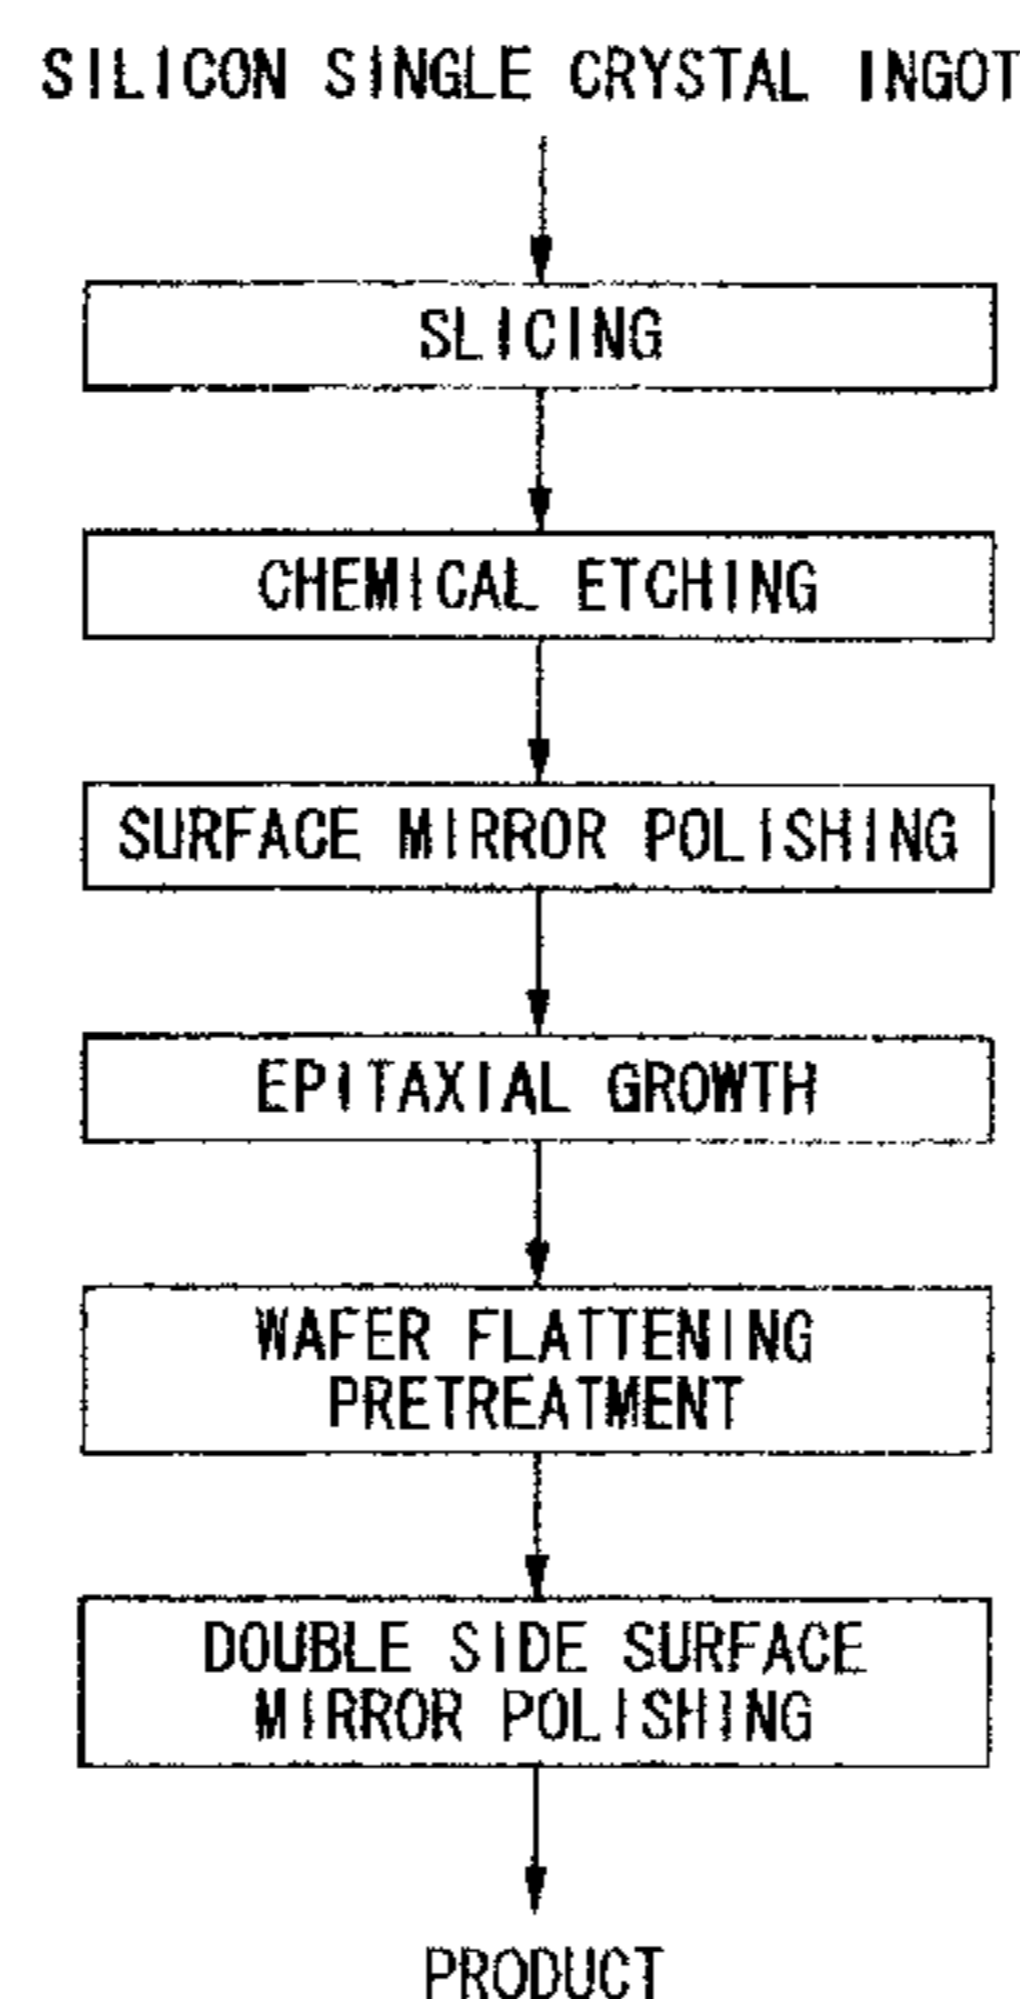 SILICON SINGLE CRYSTAL INGOT
SLICING
CHEMICAL ETCHING
SURFACE MIRROR POLISHING
EPITAXIAL GROWTH
WAFER FLATTENING
PRETREATMENT
DOUBLE SIDE SURFACE
MIRROR POLISHING
PRODUCT